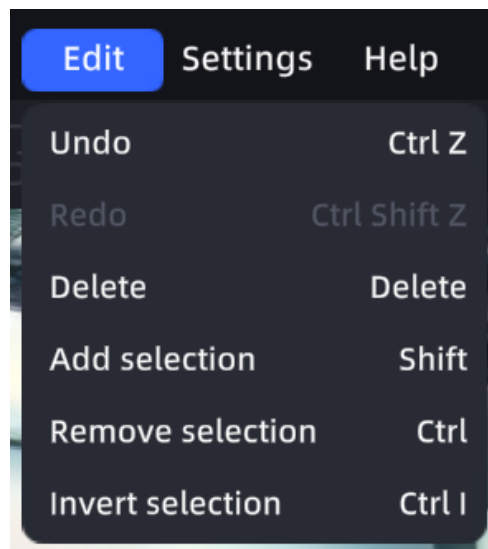 Edit Settings Help
Undo Ctrl Z
Redo Ctrl Shift Z
Delete Delete
Add selection Shift
Remove selection Ctrl
Invert selection Ctrl I